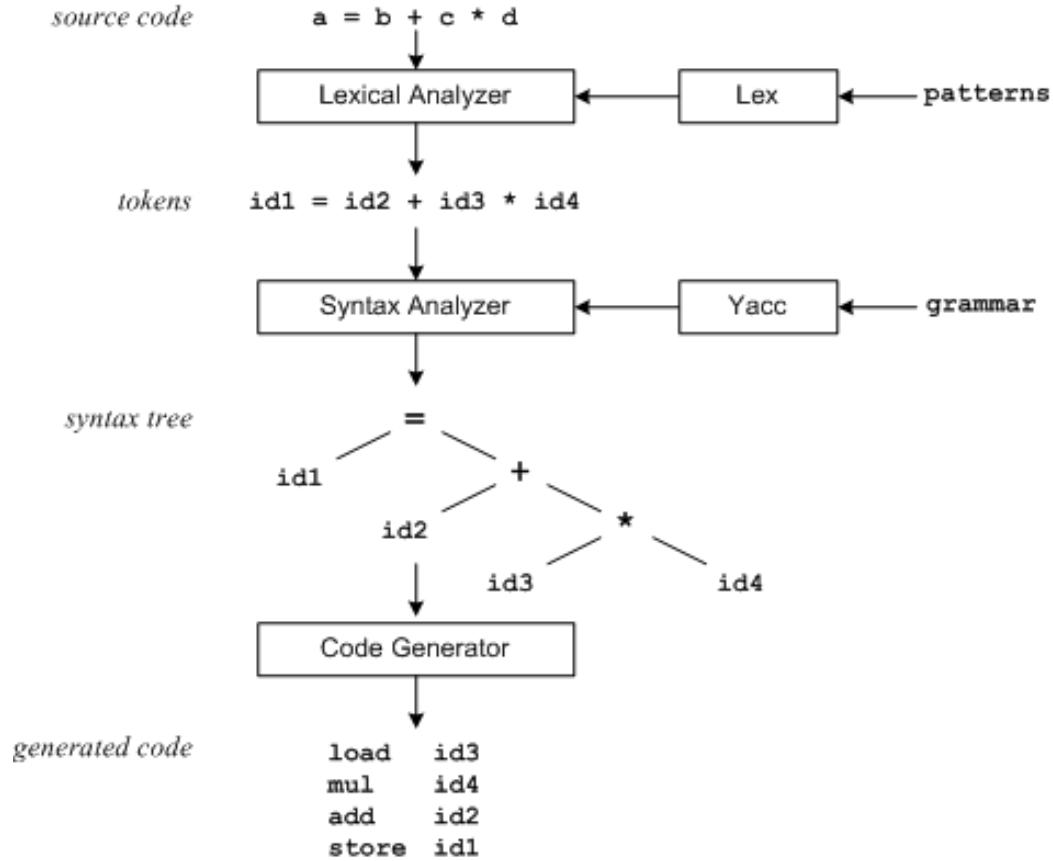 source code a = b + c * d
Lexical Analyzer Lex patterns
tokens id1 = id2 + id3 * id4
Syntax Analyzer Yacc grammar
syntax tree =
id1 +
id2 *
id3 id4
Code Generator
generated code load id3
mul id4
add id2
store id1